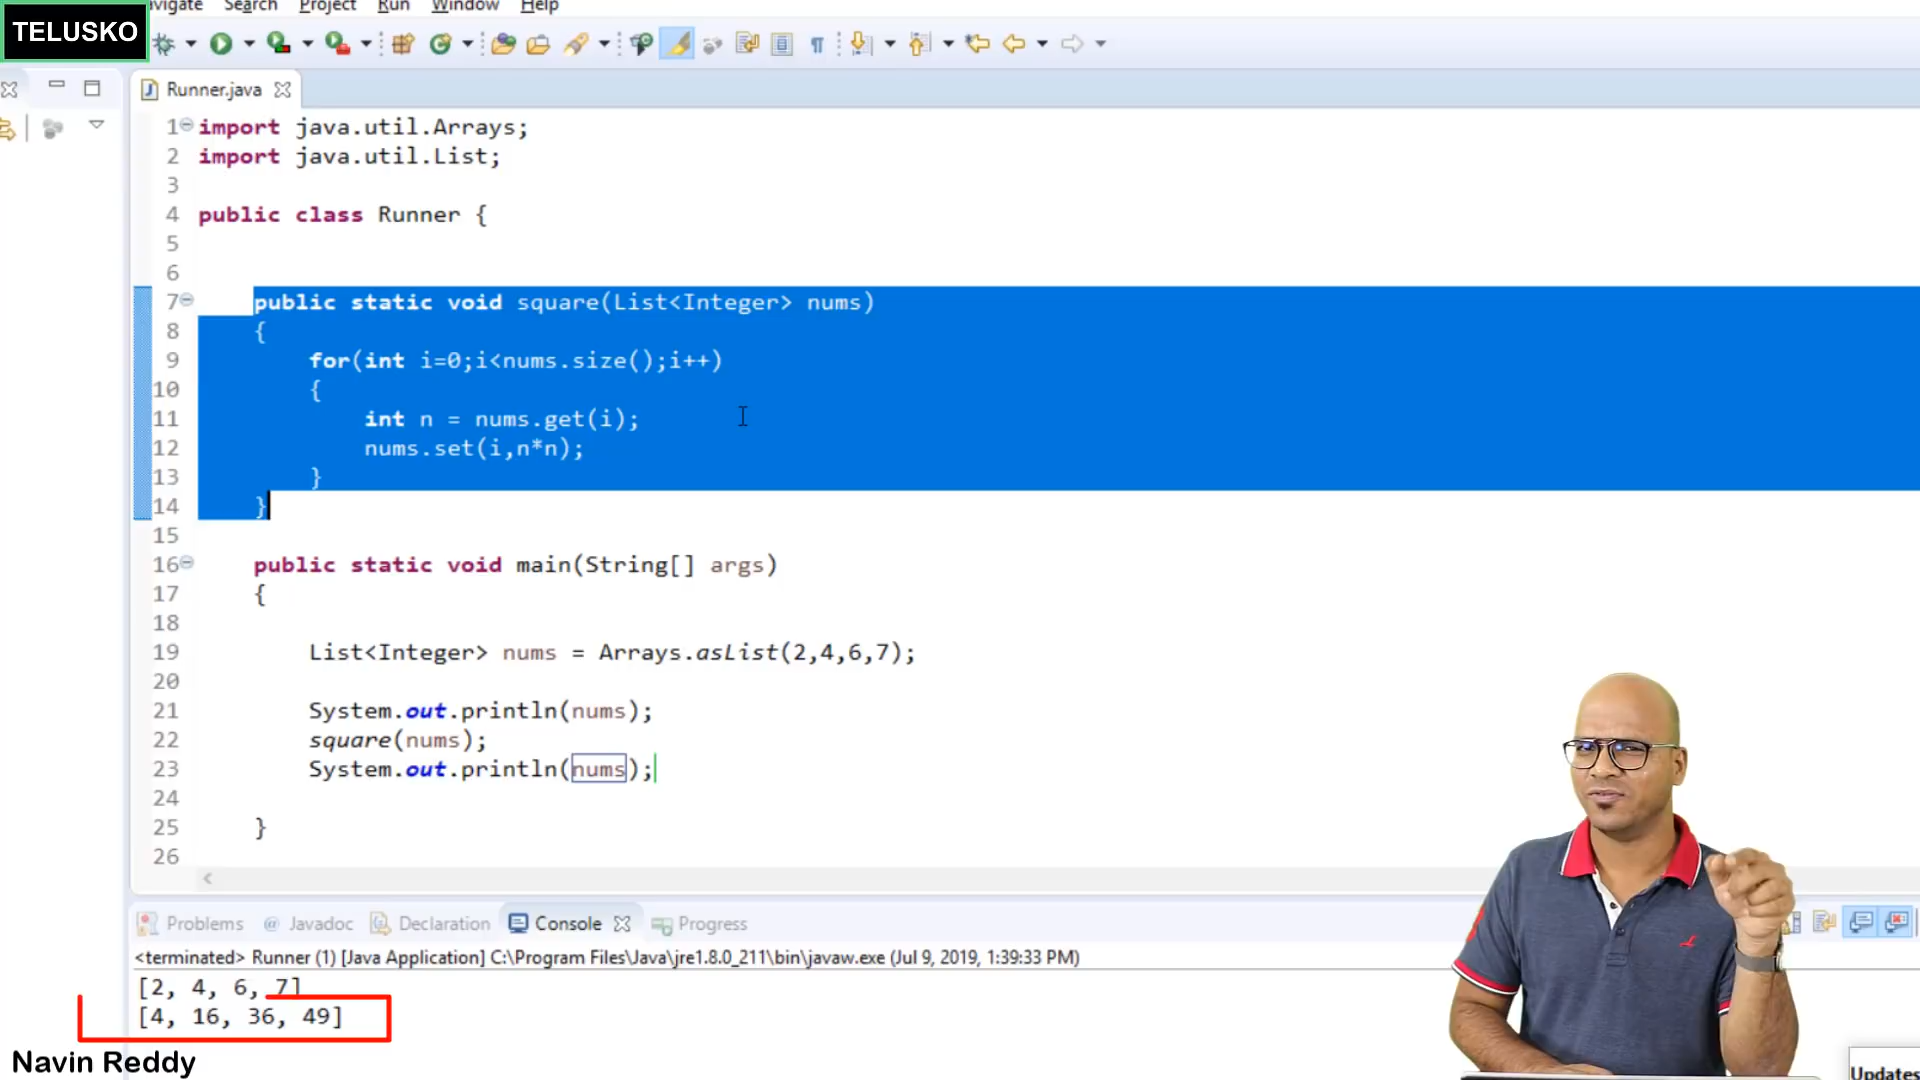 TELUSKO
Navigate Search Project Run Window Help
Runner.java
1 import java.util.Arrays;
2 import java.util.List;
3
4 public class Runner {
5
6
7 public static void square(List<Integer> nums)
8 {
9 for(int i=0;i<nums.size();i++)
10 {
11 int n = nums.get(i);
12 nums.set(i,n*n);
13 }
14 }
15
16 public static void main(String[] args)
17 {
18
19 List<Integer> nums = Arrays.asList(2,4,6,7);
20
21 System.out.println(nums);
22 square(nums);
23 System.out.println(nums);
24
25 }
26
Problems @ Javadoc Declaration Console Progress
<terminated> Runner (1) [Java Application] C:\Program Files\Java\jre1.8.0_211\bin\javaw.exe (Jul 9, 2019, 1:39:33 PM)
[2, 4, 6, 7]
[4, 16, 36, 49]
Navin Reddy
Updates